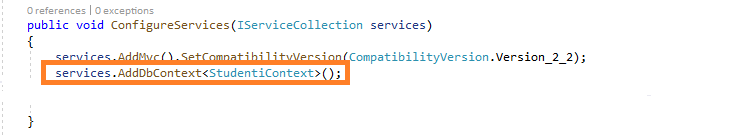 0 references | 0 exceptions
public void ConfigureServices(IServiceCollection services)
{
services.AddMvc().SetCompatibilityVersion(CompatibilityVersion.Version_2_2);
services.AddDbContext<StudentiContext>();
}